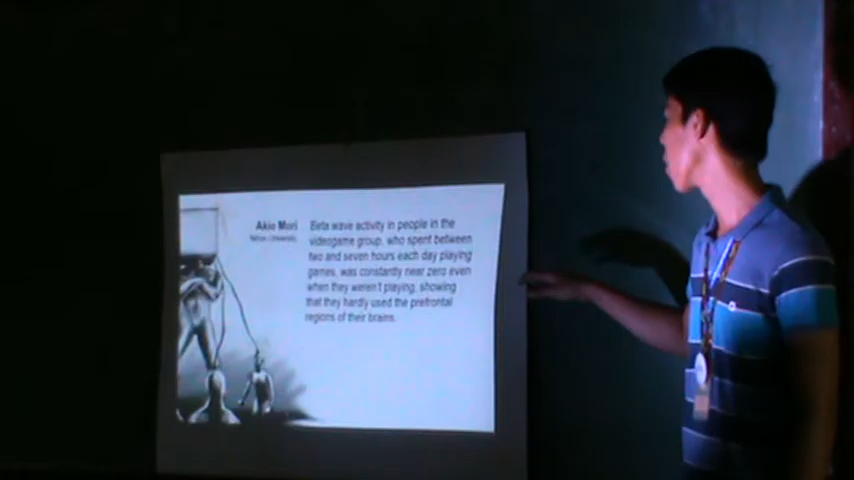 Akio Mori
Nihon University
Beta wave activity in people in the
videogame group, who spent between
two and seven hours each day playing
games, was constantly near zero even
when they weren't playing, showing
that they hardly used the prefrontal
regions of their brains.